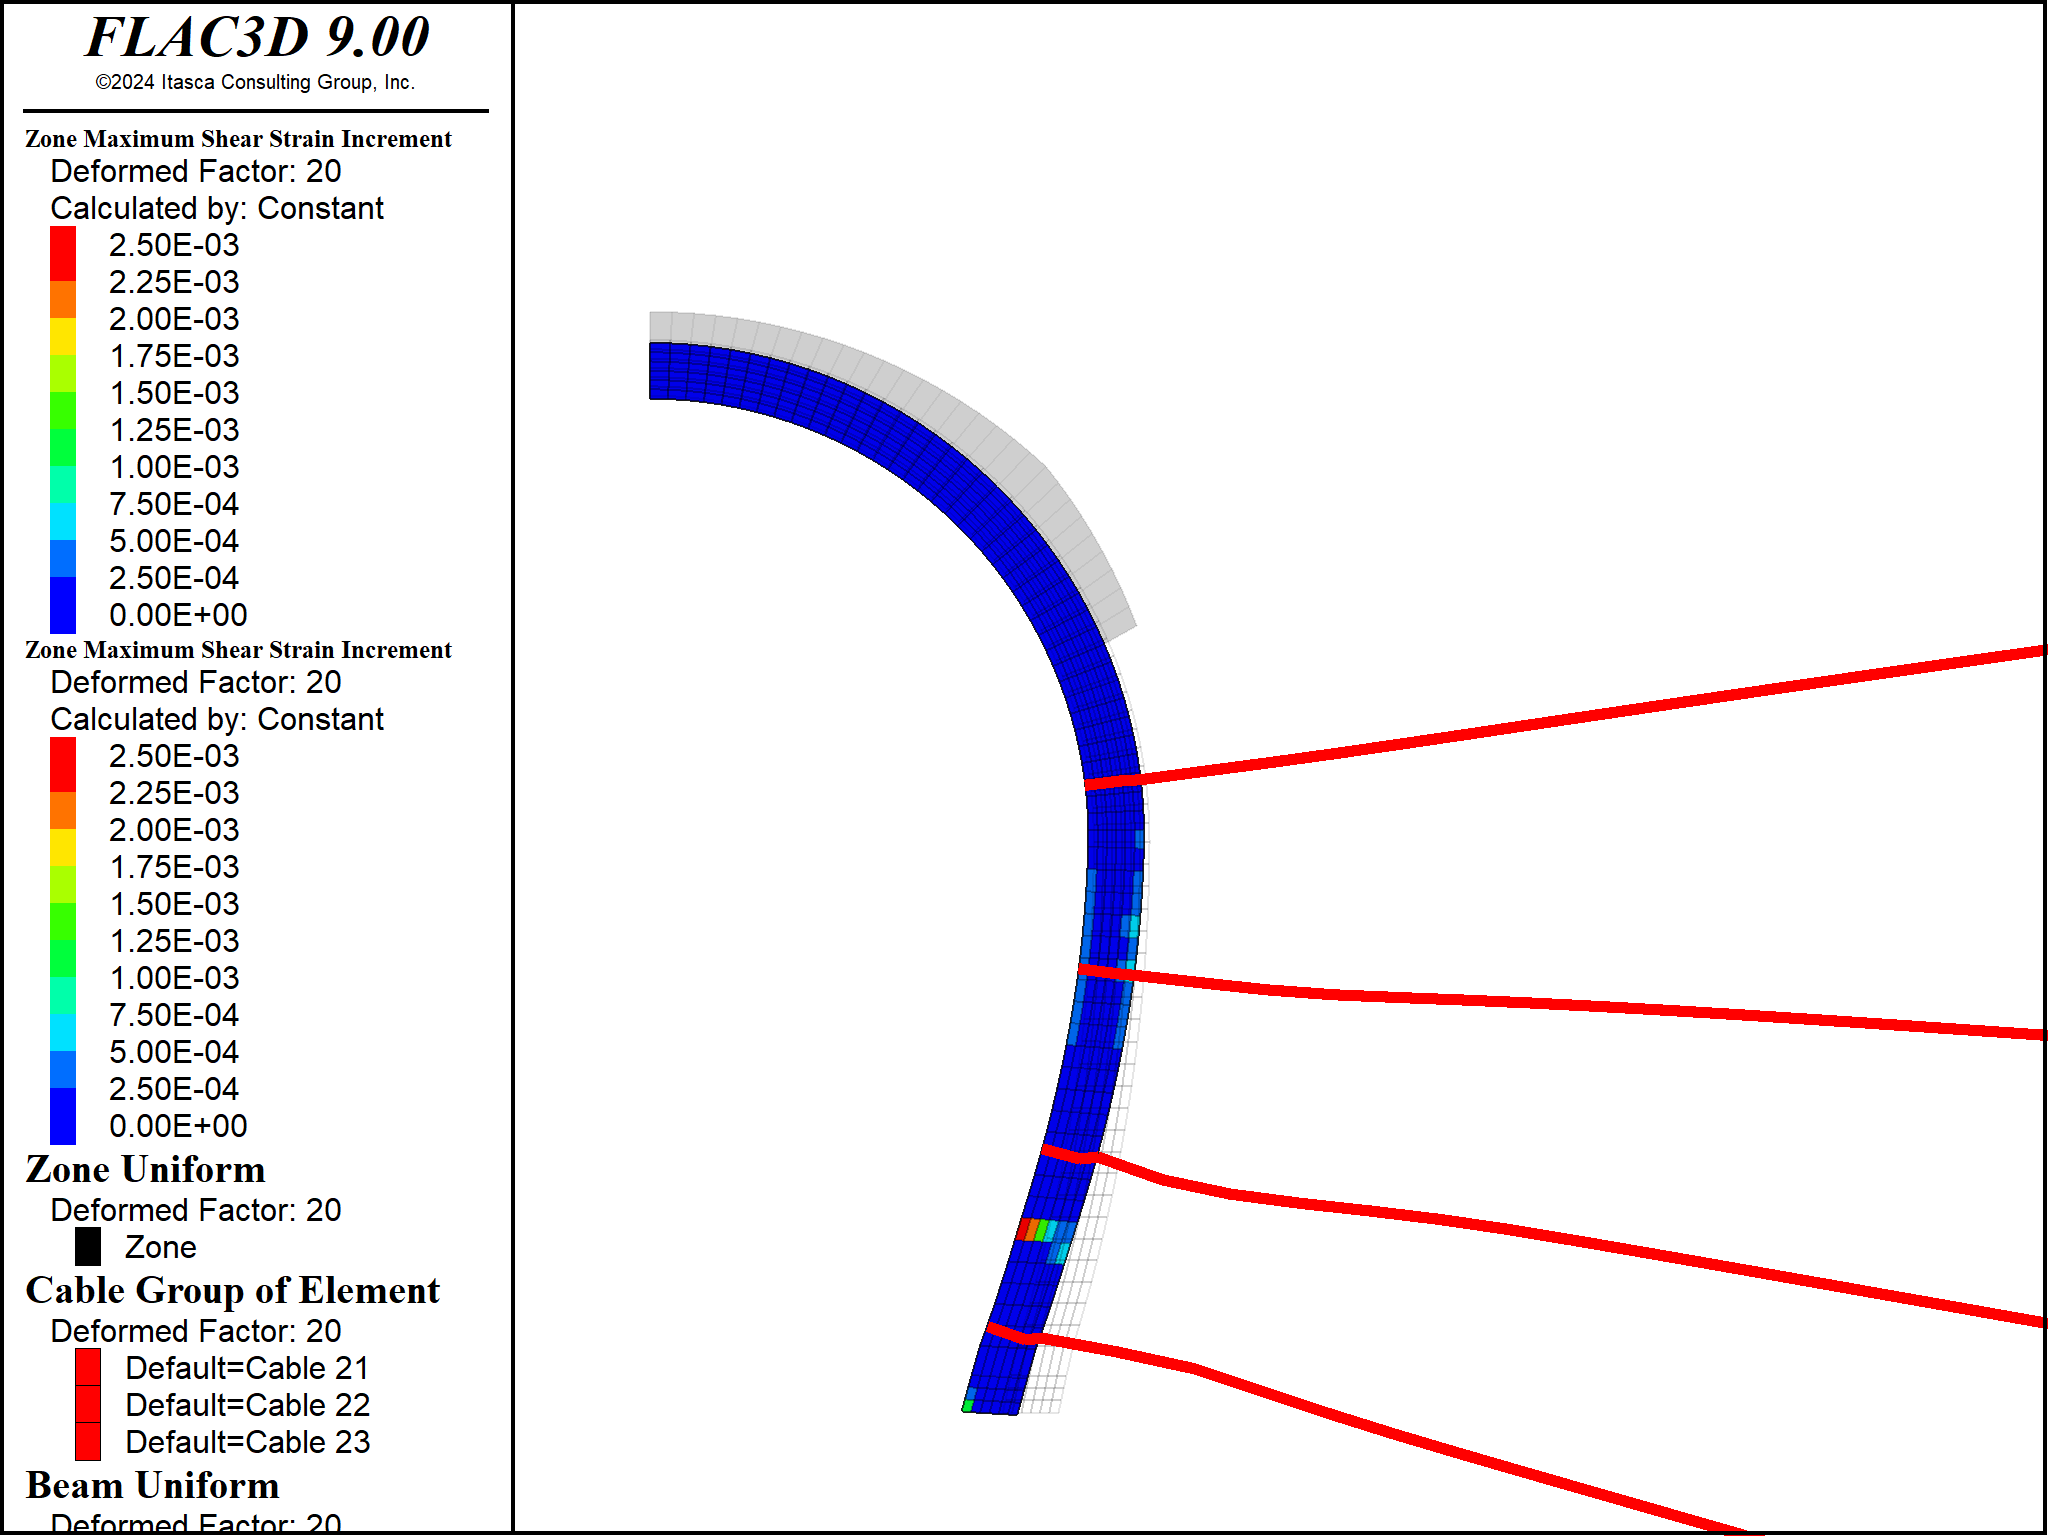 FLAC3D 9.00
©2024 Itasca Consulting Group, Inc.
Zone Maximum Shear Strain Increment
Deformed Factor: 20
Calculated by: Constant
2.50E-03
2.25E-03
2.00E-03
1.75E-03
1.50E-03
1.25E-03
1.00E-03
7.50E-04
5.00E-04
2.50E-04
0.00E+00
Zone Maximum Shear Strain Increment
Deformed Factor: 20
Calculated by: Constant
2.50E-03
2.25E-03
2.00E-03
1.75E-03
1.50E-03
1.25E-03
1.00E-03
7.50E-04
5.00E-04
2.50E-04
0.00E+00
Zone Uniform
Deformed Factor: 20
Zone
Cable Group of Element
Deformed Factor: 20
Default=Cable 21
Default=Cable 22
Default=Cable 23
Beam Uniform
Deformed Factor: 20